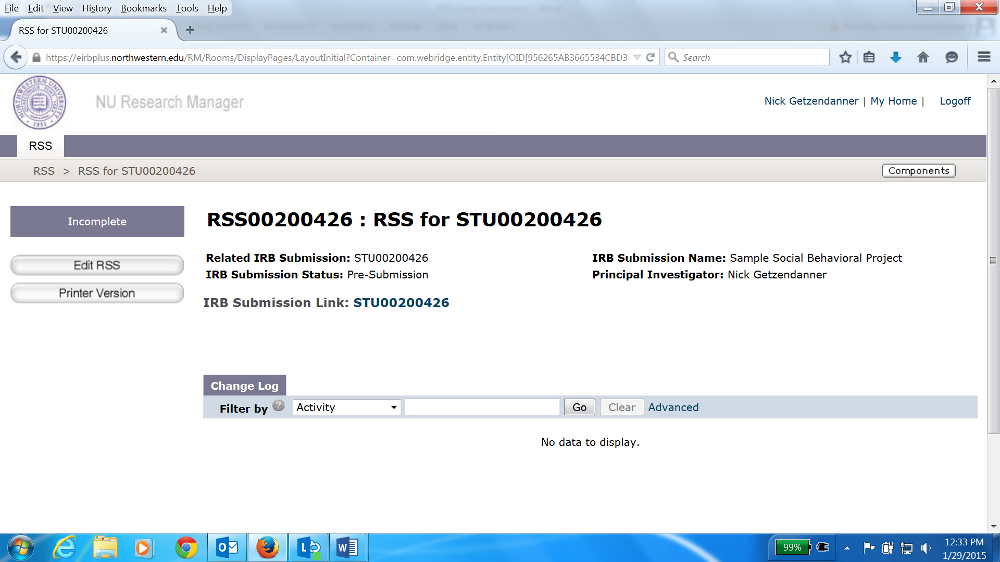 File Edit View History Bookmarks Tools Help
RSS for STU00200426
https://eirbplus.northwestern.edu/RM/Rooms/DisplayPages/LayoutInitial?Container=com.webridge.entity.Entity[OID[956265AB3665534CBD3
Search
NORTHWESTERN UNIVERSITY
1851
NU Research Manager
Nick Getzendanner | My Home | Logoff
RSS
RSS > RSS for STU00200426
Components
Incomplete
RSS00200426 : RSS for STU00200426
Edit RSS
Printer Version
Related IRB Submission: STU00200426
IRB Submission Name: Sample Social Behavioral Project
IRB Submission Status: Pre-Submission
Principal Investigator: Nick Getzendanner
IRB Submission Link: STU00200426
Change Log
Filter by ? Activity Go Clear Advanced
No data to display.
99%
12:33 PM
1/29/2015